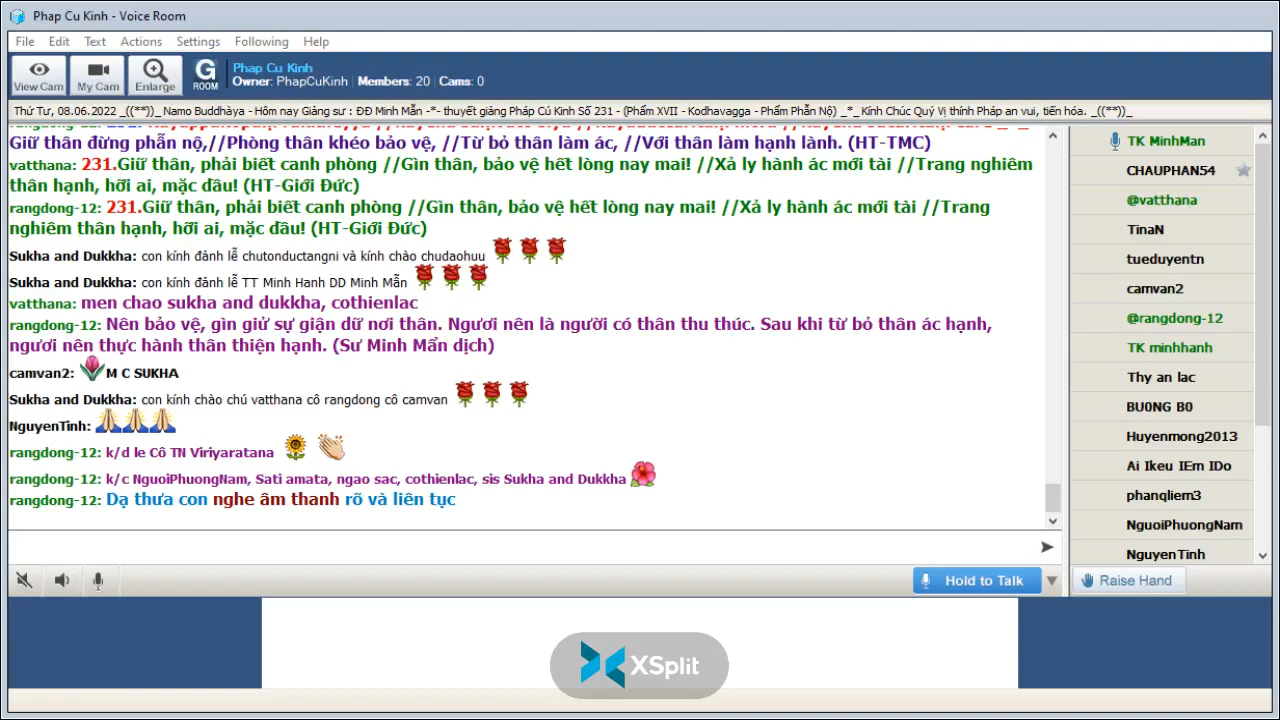 Phap Cu Kinh - Voice Room
File Edit Text Actions Settings Following Help
View Cam My Cam Enlarge G ROOM
Phap Cu Kinh
Owner: PhapCuKinh | Members: 20 | Cams: 0
Thứ Tư, 08.06.2022 _((**))_ Namo Buddhàya - Hôm nay Giảng sư : ĐĐ Minh Mẫn -*- thuyết giảng Pháp Cú Kinh Số 231 - (Phẩm XVII - Kodhavagga - Phẩm Phẫn Nộ) _*_ Kính Chúc Quý Vị thính Pháp an vui, tiến hóa. _((**))_
Giữ thân đừng phẫn nộ,//Phòng thân khéo bảo vệ, //Từ bỏ thân làm ác, //Với thân làm hạnh lành. (HT-TMC)
vatthana: 231.Giữ thân, phải biết canh phòng //Gìn thân, bảo vệ hết lòng nay mai! //Xả ly hành ác mới tài //Trang nghiêm
thân hạnh, hỡi ai, mặc dầu! (HT-Giới Đức)
rangdong-12: 231.Giữ thân, phải biết canh phòng //Gìn thân, bảo vệ hết lòng nay mai! //Xả ly hành ác mới tài //Trang
nghiêm thân hạnh, hỡi ai, mặc dầu! (HT-Giới Đức)
Sukha and Dukkha: con kính đảnh lễ chutonductangni và kính chào chudaohuu
Sukha and Dukkha: con kính đảnh lễ TT Minh Hanh DD Minh Mẫn
vatthana: men chao sukha and dukkha, cothienlac
rangdong-12: Nên bảo vệ, gìn giử sự giận dữ nơi thân. Ngươi nên là người có thân thu thúc. Sau khi từ bỏ thân ác hạnh,
ngươi nên thực hành thân thiện hạnh. (Sư Minh Mẩn dịch)
camvan2: M C SUKHA
Sukha and Dukkha: con kính chào chú vatthana cô rangdong cô camvan
NguyenTinh:
rangdong-12: k/d le Cô TN Viriyaratana
rangdong-12: k/c NguoiPhuongNam, Sati amata, ngao sac, cothienlac, sis Sukha and Dukkha
rangdong-12: Dạ thưa con nghe âm thanh rõ và liên tục
TK MinhMan
CHAUPHAN54
@vatthana
TinaN
tueduyentn
camvan2
@rangdong-12
TK minhhanh
Thy an lac
BU0NG B0
Huyenmong2013
Ai Ikeu IEm IDo
phanqliem3
NguoiPhuongNam
NguyenTinh
Hold to Talk
Raise Hand
XSplit